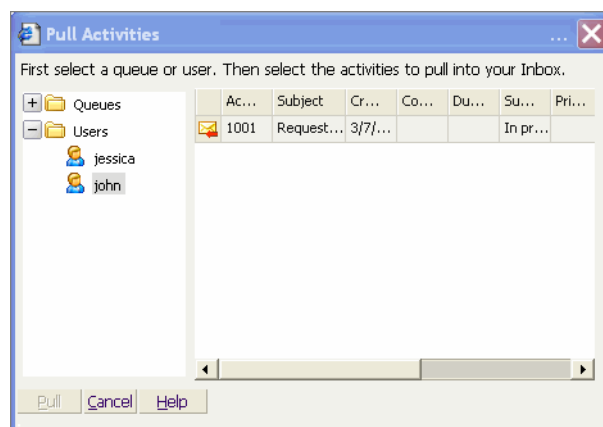 Pull Activities ...
First select a queue or user. Then select the activities to pull into your Inbox.
Queues
Users
jessica
john
Ac... Subject Cr... Co... Du... Su... Pri...
1001 Request... 3/7/... In pr...
Pull Cancel Help